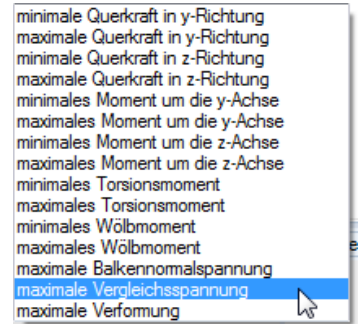 minimale Querkraft in y-Richtung
maximale Querkraft in y-Richtung
minimale Querkraft in z-Richtung
maximale Querkraft in z-Richtung
minimales Moment um die y-Achse
maximales Moment um die y-Achse
minimales Moment um die z-Achse
maximales Moment um die z-Achse
minimales Torsionsmoment
maximales Torsionsmoment
minimales Wölbmoment
maximales Wölbmoment
maximale Balkennormalspannung
maximale Vergleichsspannung
maximale Verformung